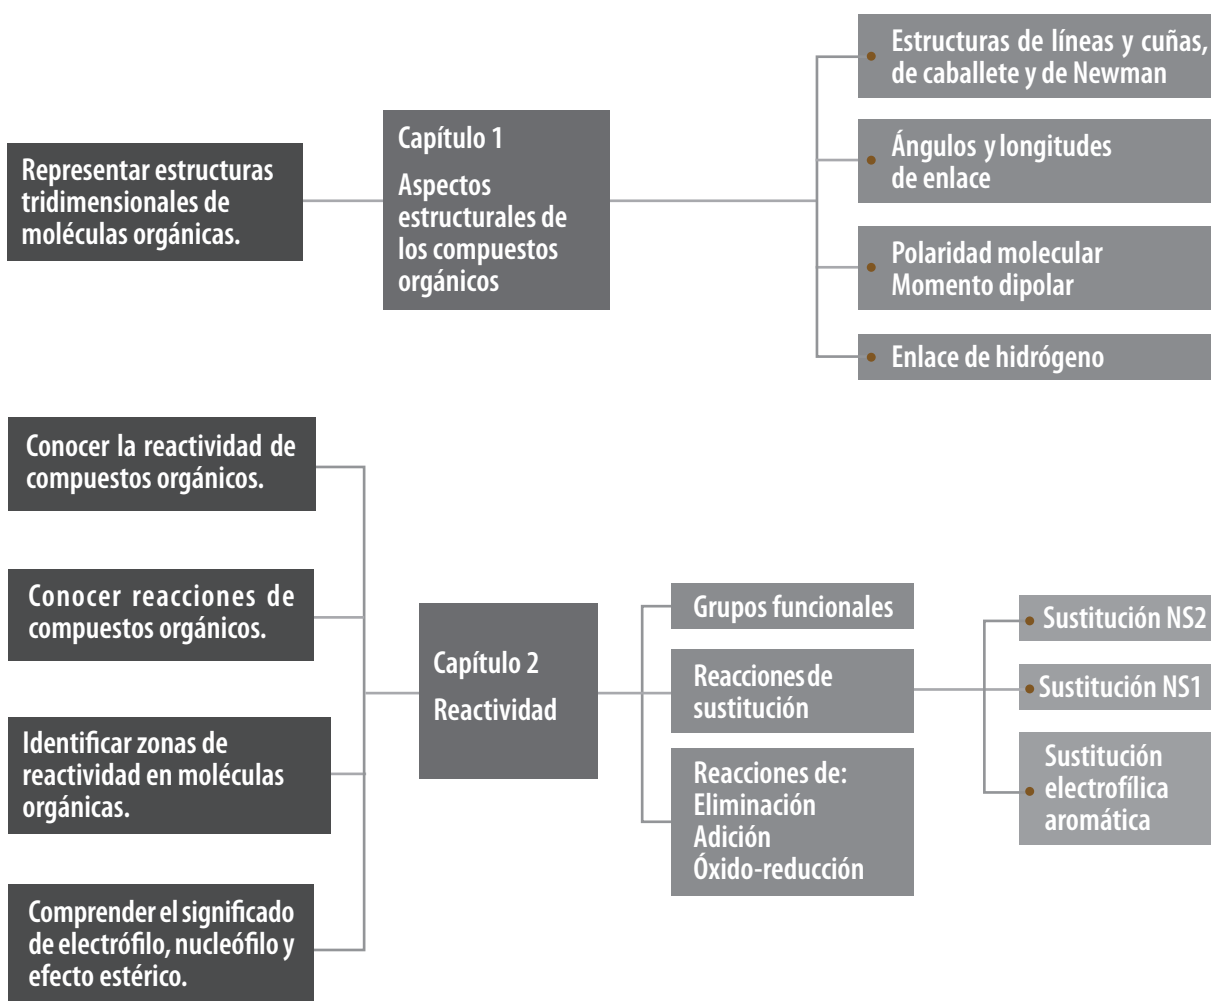 Representar estructuras
tridimensionales de
moléculas orgánicas.
Capítulo 1
Aspectos
estructurales de
los compuestos
orgánicos
Estructuras de líneas y cuñas,
de caballete y de Newman
Ángulos y longitudes
de enlace
Polaridad molecular
Momento dipolar
Enlace de hidrógeno
Conocer la reactividad de
compuestos orgánicos.
Conocer reacciones de
compuestos orgánicos.
Identificar zonas de
reactividad en moléculas
orgánicas.
Comprender el significado
de electrófilo, nucleófilo y
efecto estérico.
Capítulo 2
Reactividad
Grupos funcionales
Reacciones de
sustitución
Reacciones de:
Eliminación
Adición
Óxido-reducción
Sustitución NS2
Sustitución NS1
Sustitución
electrofílica
aromática